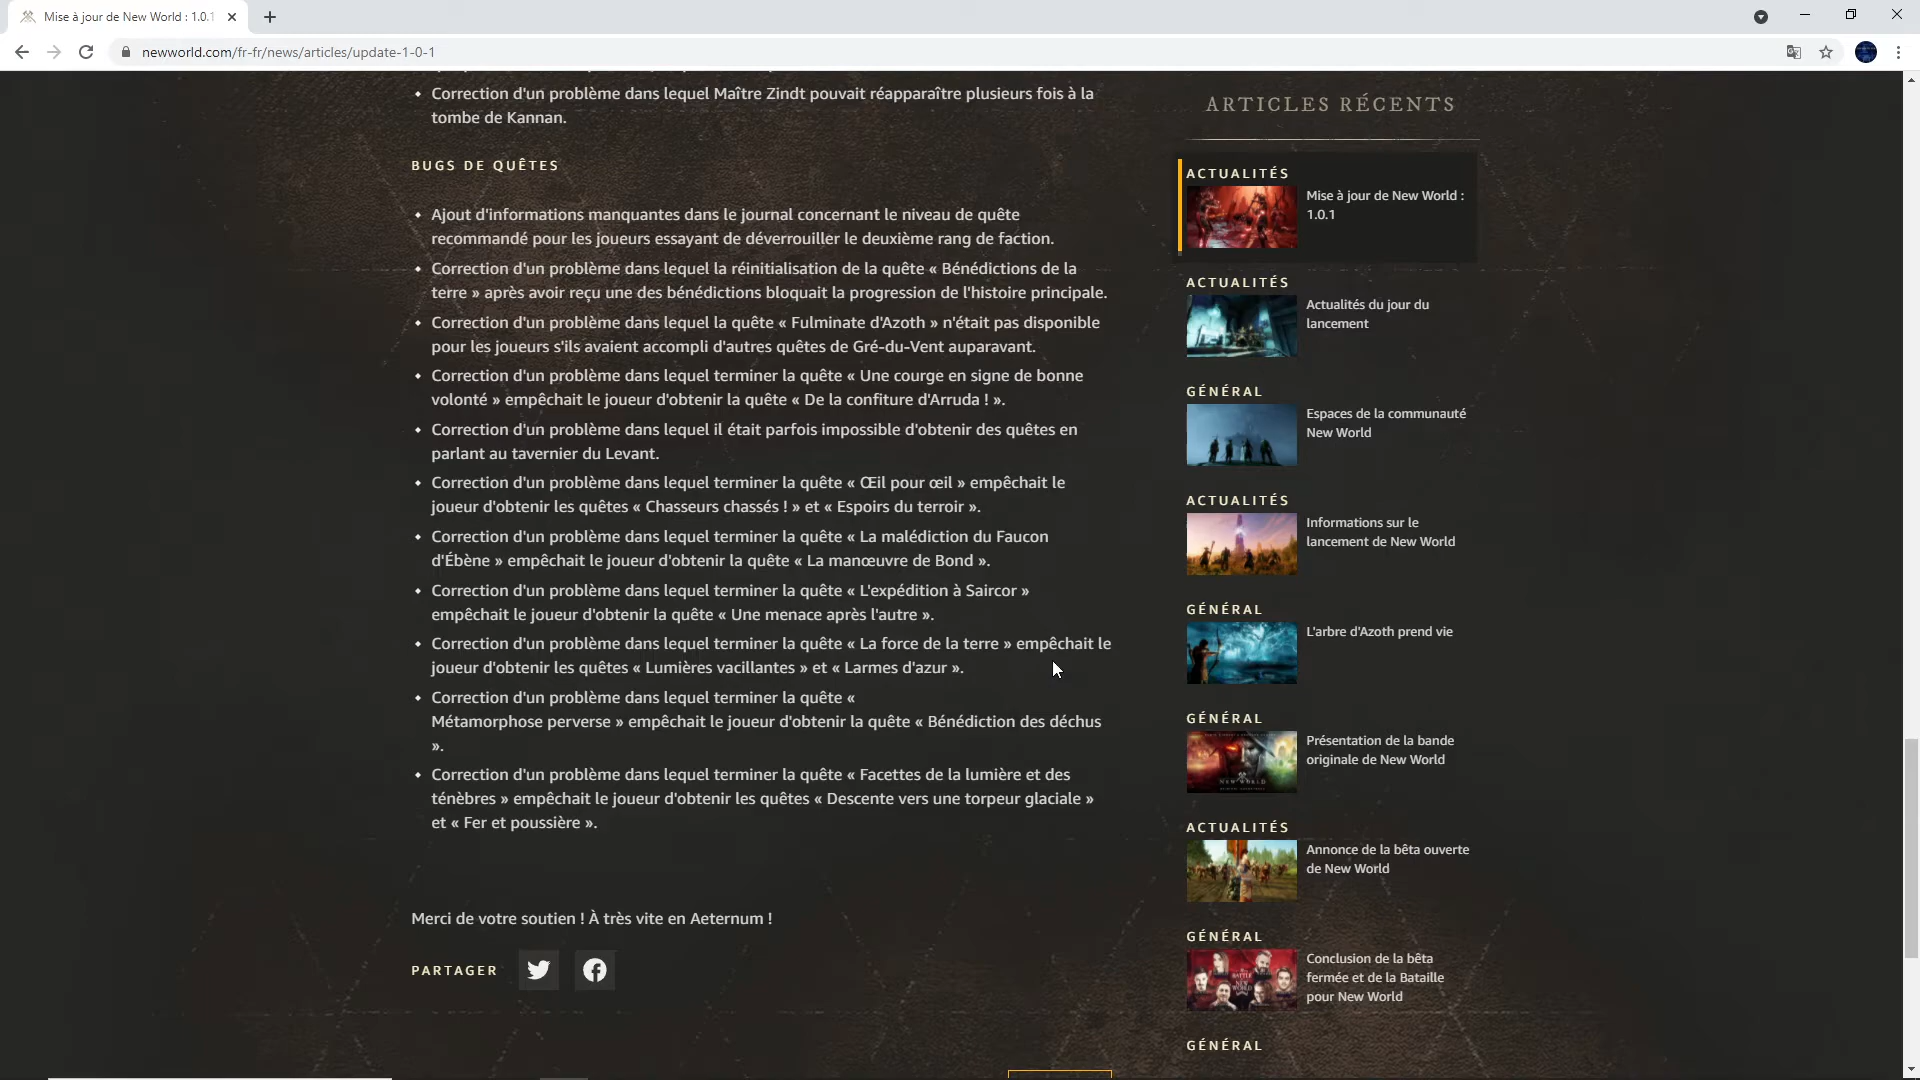 Mise à jour de New World : 1.0.1
newworld.com/fr-fr/news/articles/update-1-0-1
Correction d'un problème dans lequel Maître Zindt pouvait réapparaître plusieurs fois à la
tombe de Kannan.
BUGS DE QUÊTES
Ajout d'informations manquantes dans le journal concernant le niveau de quête
recommandé pour les joueurs essayant de déverrouiller le deuxième rang de faction.
Correction d'un problème dans lequel la réinitialisation de la quête « Bénédictions de la
terre » après avoir reçu une des bénédictions bloquait la progression de l'histoire principale.
Correction d'un problème dans lequel la quête « Fulminate d'Azoth » n'était pas disponible
pour les joueurs s'ils avaient accompli d'autres quêtes de Gré-du-Vent auparavant.
Correction d'un problème dans lequel terminer la quête « Une courge en signe de bonne
volonté » empêchait le joueur d'obtenir la quête « De la confiture d'Arruda ! ».
Correction d'un problème dans lequel il était parfois impossible d'obtenir des quêtes en
parlant au tavernier du Levant.
Correction d'un problème dans lequel terminer la quête « Œil pour œil » empêchait le
joueur d'obtenir les quêtes « Chasseurs chassés ! » et « Espoirs du terroir ».
Correction d'un problème dans lequel terminer la quête « La malédiction du Faucon
d'Ébène » empêchait le joueur d'obtenir la quête « La manœuvre de Bond ».
Correction d'un problème dans lequel terminer la quête « L'expédition à Saircor »
empêchait le joueur d'obtenir la quête « Une menace après l'autre ».
Correction d'un problème dans lequel terminer la quête « La force de la terre » empêchait le
joueur d'obtenir les quêtes « Lumières vacillantes » et « Larmes d'azur ».
Correction d'un problème dans lequel terminer la quête «
Métamorphose perverse » empêchait le joueur d'obtenir la quête « Bénédiction des déchus
».
Correction d'un problème dans lequel terminer la quête « Facettes de la lumière et des
ténèbres » empêchait le joueur d'obtenir les quêtes « Descente vers une torpeur glaciale »
et « Fer et poussière ».
Merci de votre soutien ! À très vite en Aeternum !
PARTAGER
ARTICLES RÉCENTS
ACTUALITÉS
Mise à jour de New World :
1.0.1
ACTUALITÉS
Actualités du jour du
lancement
GÉNÉRAL
Espaces de la communauté
New World
ACTUALITÉS
Informations sur le
lancement de New World
GÉNÉRAL
L'arbre d'Azoth prend vie
GÉNÉRAL
Présentation de la bande
originale de New World
NEW WORLD
ACTUALITÉS
Annonce de la bêta ouverte
de New World
GÉNÉRAL
Conclusion de la bêta
fermée et de la Bataille
pour New World
BATTLE
NEW WORLD
GÉNÉRAL